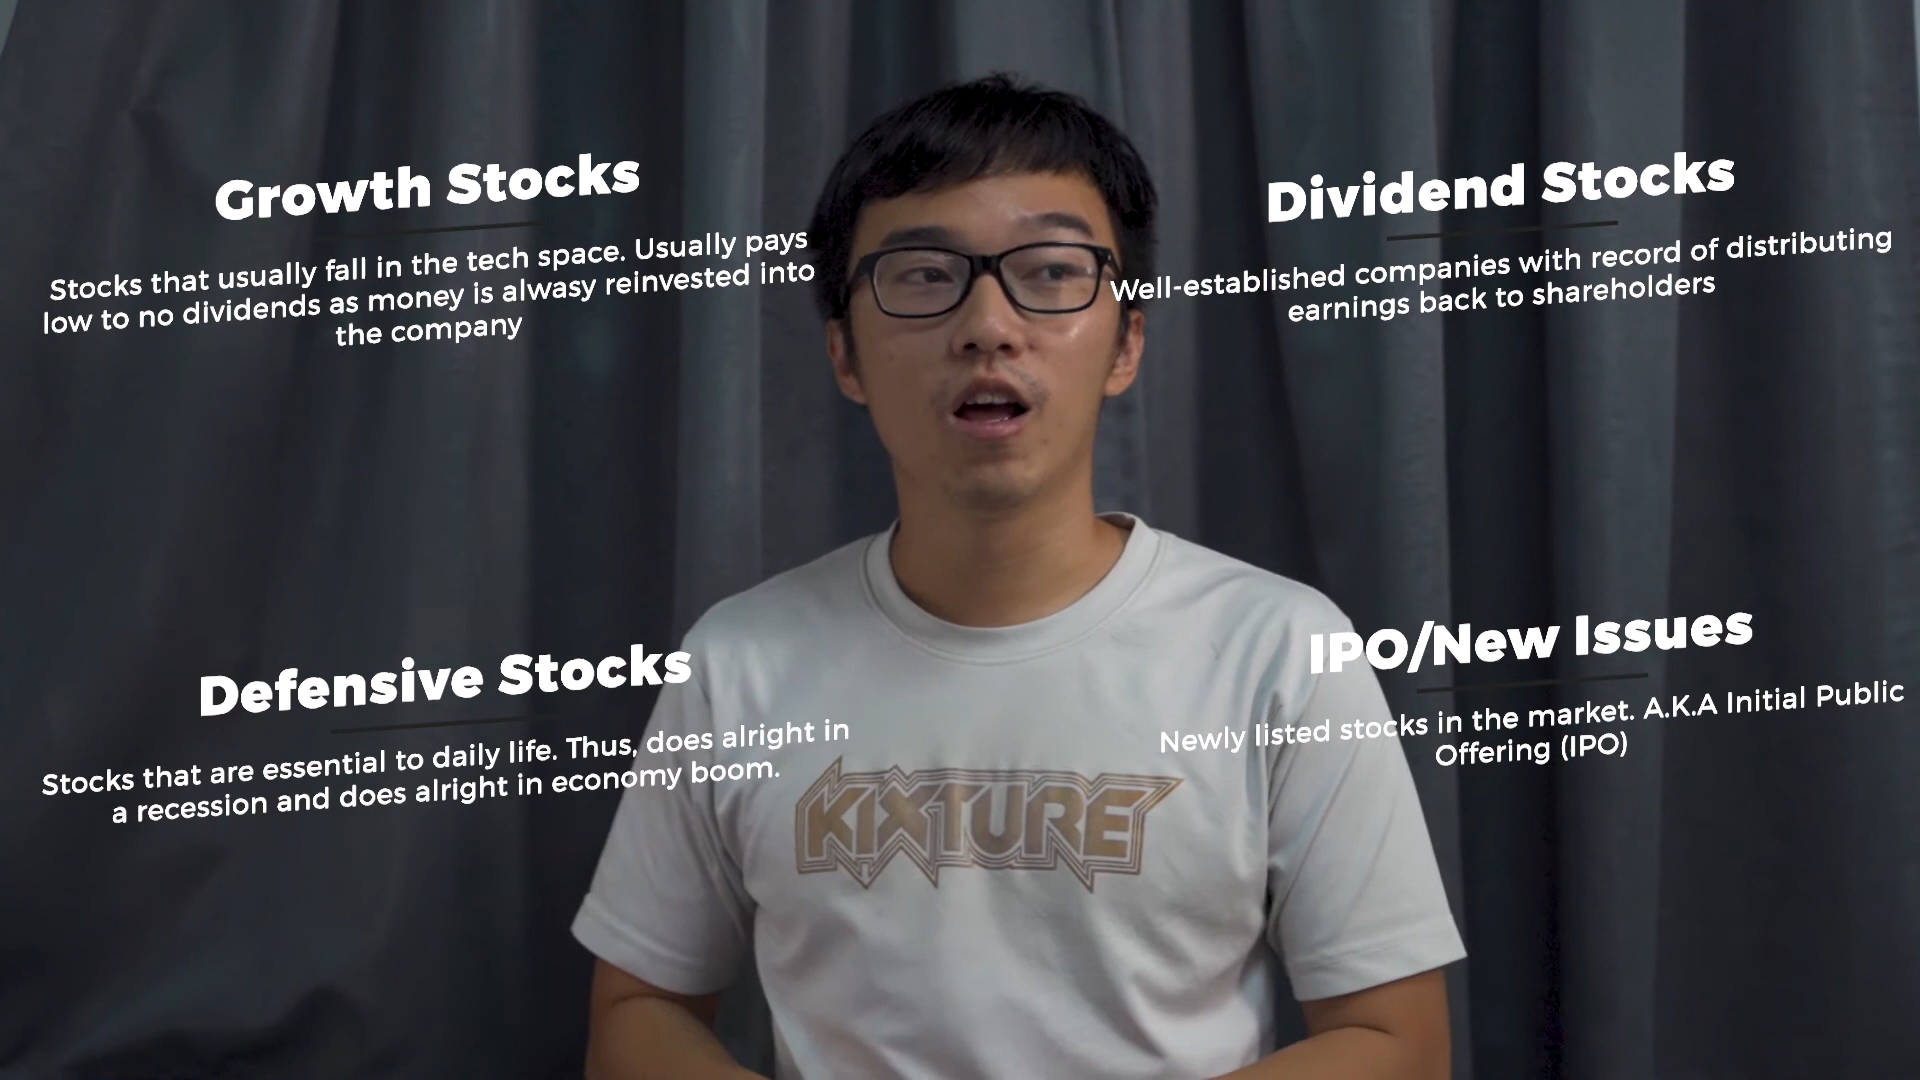 Growth Stocks
Stocks that usually fall in the tech space. Usually pays
low to no dividends as money is alwasy reinvested into
the company
Dividend Stocks
Well-established companies with record of distributing
earnings back to shareholders
Defensive Stocks
Stocks that are essential to daily life. Thus, does alright in
a recession and does alright in economy boom.
IPO/New Issues
Newly listed stocks in the market. A.K.A Initial Public
Offering (IPO)
KIXTURE